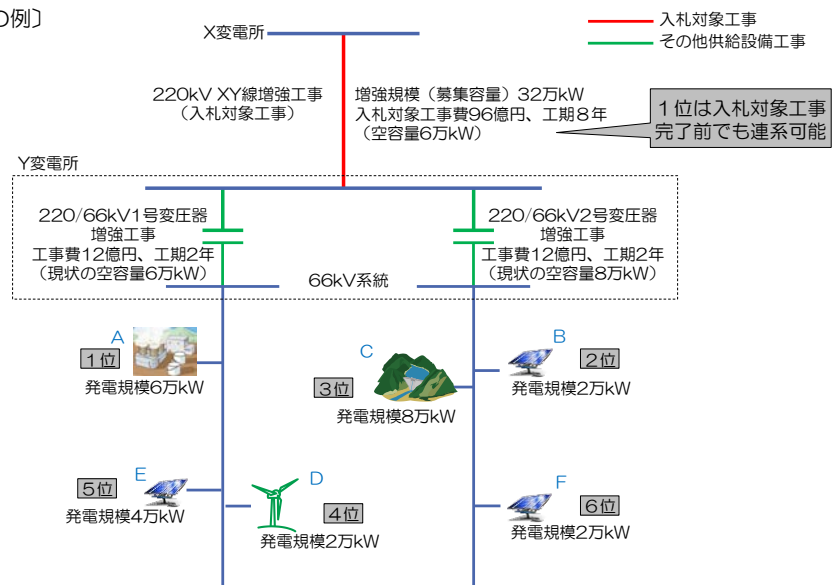 の例〕
X変電所
入札対象工事
その他供給設備工事
220kV XY線増強工事
（入札対象工事）
増強規模（募集容量）32万kW
入札対象工事費96億円、工期８年
（空容量6万kW）
１位は入札対象工事
完了前でも連系可能
Y変電所
220/66kV1号変圧器
増強工事
工事費12億円、工期2年
（現状の空容量6万kW）
220/66kV2号変圧器
増強工事
工事費12億円、工期2年
（現状の空容量8万kW）
66kV系統
A
1位
発電規模6万kW
C
3位
発電規模8万kW
B
2位
発電規模2万kW
E
5位
発電規模4万kW
D
4位
発電規模2万kW
F
6位
発電規模2万kW